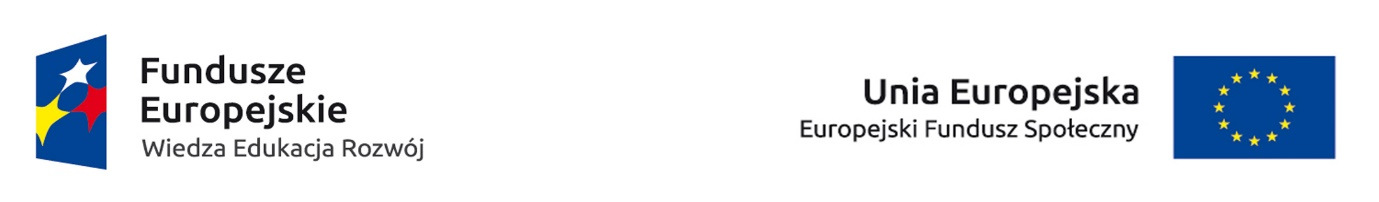 Fundusze
Europejskie
Wiedza Edukacja Rozwój
Unia Europejska
Europejski Fundusz Społeczny